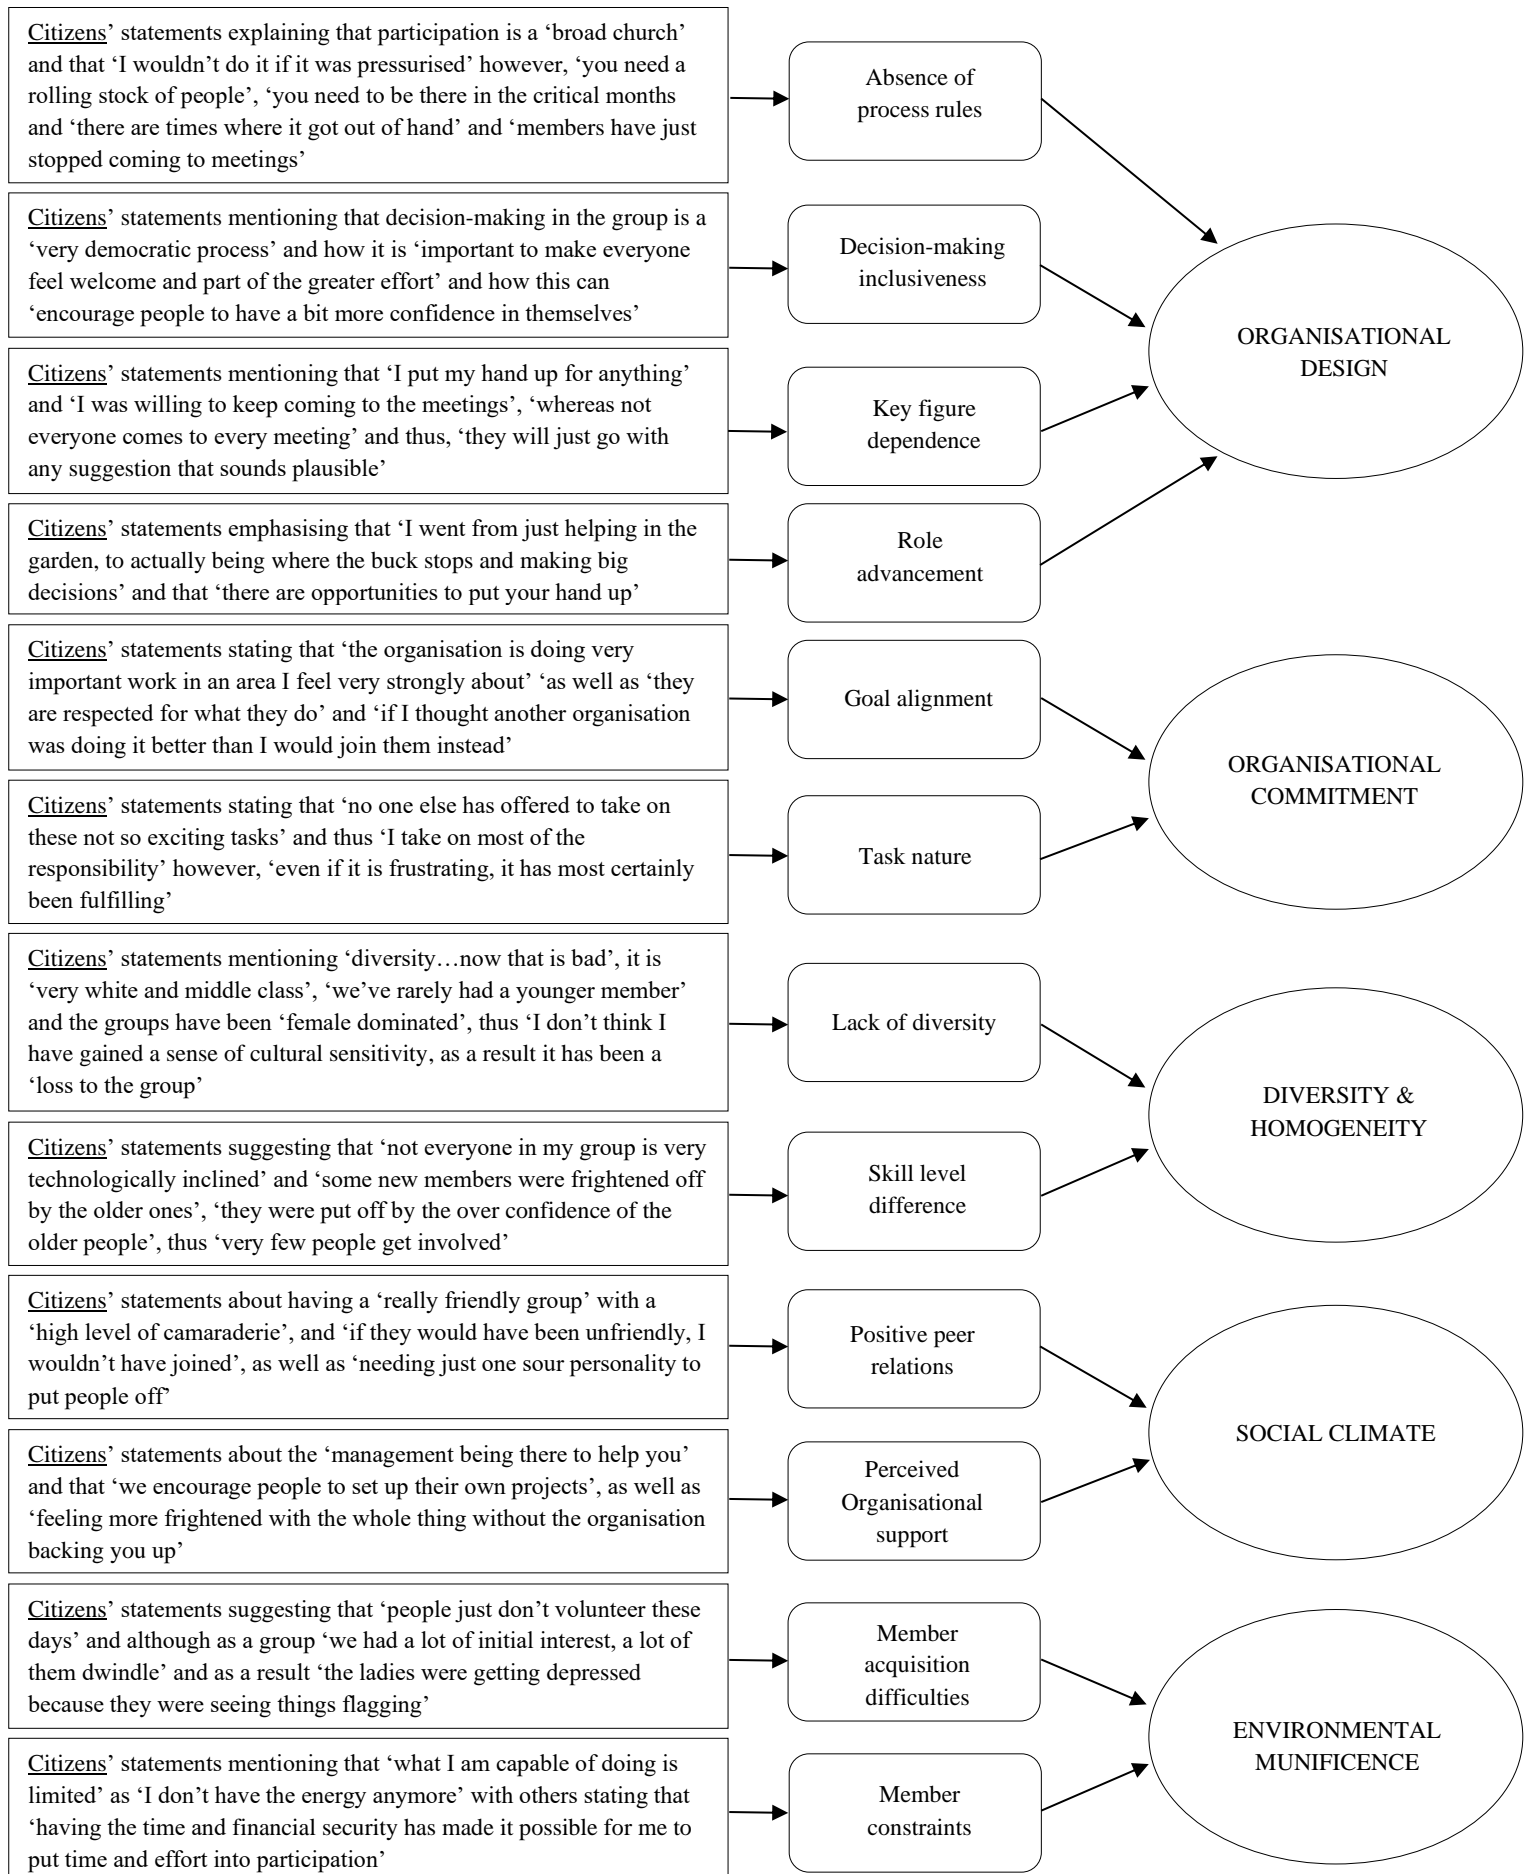 Citizens’ statements explaining that participation is a ‘broad church’
and that ‘I wouldn’t do it if it was pressurised’ however, ‘you need a
rolling stock of people’, ‘you need to be there in the critical months
and ‘there are times where it got out of hand’ and ‘members have just
stopped coming to meetings’
Absence of
process rules
Citizens’ statements mentioning that decision-making in the group is a
‘very democratic process’ and how it is ‘important to make everyone
feel welcome and part of the greater effort’ and how this can
‘encourage people to have a bit more confidence in themselves’
Decision-making
inclusiveness
Citizens’ statements mentioning that ‘I put my hand up for anything’
and ‘I was willing to keep coming to the meetings’, ‘whereas not
everyone comes to every meeting’ and thus, ‘they will just go with
any suggestion that sounds plausible’
Key figure
dependence
Citizens’ statements emphasising that ‘I went from just helping in the
garden, to actually being where the buck stops and making big
decisions’ and that ‘there are opportunities to put your hand up’
Role
advancement
ORGANISATIONAL
DESIGN
Citizens’ statements stating that ‘the organisation is doing very
important work in an area I feel very strongly about’ ‘as well as ‘they
are respected for what they do’ and ‘if I thought another organisation
was doing it better than I would join them instead’
Goal alignment
Citizens’ statements stating that ‘no one else has offered to take on
these not so exciting tasks’ and thus ‘I take on most of the
responsibility’ however, ‘even if it is frustrating, it has most certainly
been fulfilling’
Task nature
ORGANISATIONAL
COMMITMENT
Citizens’ statements mentioning ‘diversity…now that is bad’, it is
‘very white and middle class’, ‘we’ve rarely had a younger member’
and the groups have been ‘female dominated’, thus ‘I don’t think I
have gained a sense of cultural sensitivity, as a result it has been a
‘loss to the group’
Lack of diversity
Citizens’ statements suggesting that ‘not everyone in my group is very
technologically inclined’ and ‘some new members were frightened off
by the older ones’, ‘they were put off by the over confidence of the
older people’, thus ‘very few people get involved’
Skill level
difference
DIVERSITY &
HOMOGENEITY
Citizens’ statements about having a ‘really friendly group’ with a
‘high level of camaraderie’, and ‘if they would have been unfriendly, I
wouldn’t have joined’, as well as ‘needing just one sour personality to
put people off’
Positive peer
relations
Citizens’ statements about the ‘management being there to help you’
and that ‘we encourage people to set up their own projects’, as well as
‘feeling more frightened with the whole thing without the organisation
backing you up’
Perceived
Organisational
support
SOCIAL CLIMATE
Citizens’ statements suggesting that ‘people just don’t volunteer these
days’ and although as a group ‘we had a lot of initial interest, a lot of
them dwindle’ and as a result ‘the ladies were getting depressed
because they were seeing things flagging’
Member
acquisition
difficulties
Citizens’ statements mentioning that ‘what I am capable of doing is
limited’ as ‘I don’t have the energy anymore’ with others stating that
‘having the time and financial security has made it possible for me to
put time and effort into participation’
Member
constraints
ENVIRONMENTAL
MUNIFICENCE